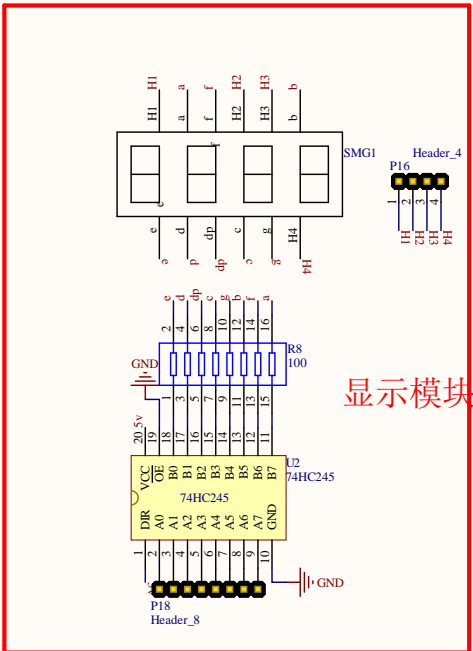 H1 a f H2 H3 b
H1 a f H2 H3 b
SMG1
f
e
e d dp c g H4
e d dp c g H4
Header_4
P16
1 2 3 4
H1 H2 H3 H4
e d dp c g b f a
2 4 6 8 10 12 14 16
R8
100
GND
1 3 5 7 9 11 13 15
显示模块
5v
20 19 18 17 16 15 14 13 12 11
VCC OE B0 B1 B2 B3 B4 B5 B6 B7
U2
74HC245
74HC245
DIR A0 A1 A2 A3 A4 A5 A6 A7 GND
1 2 3 4 5 6 7 8 9 10
GND
P18
Header_8